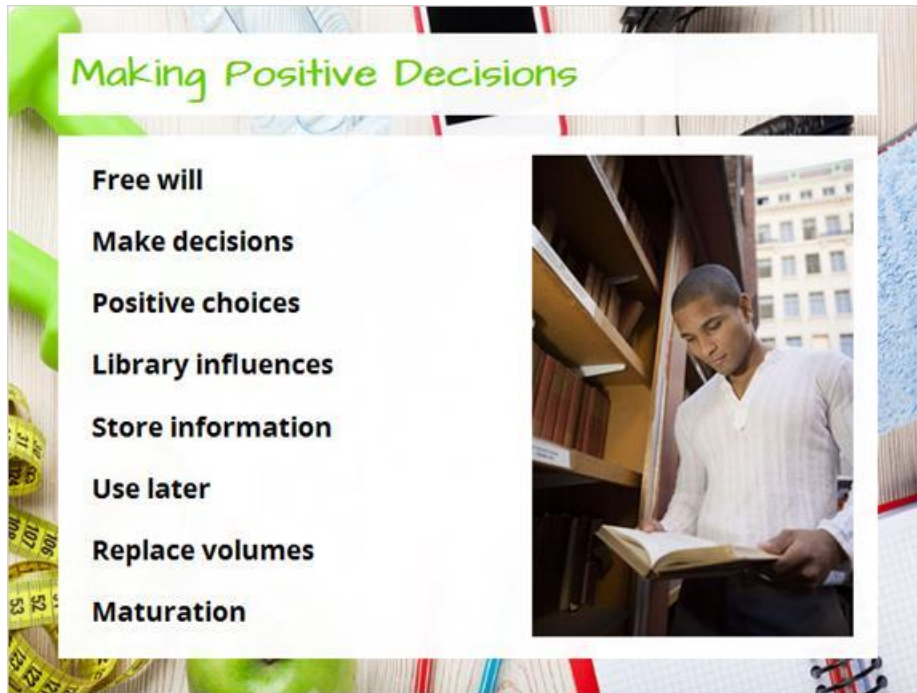 Making Positive Decisions
Free will
Make decisions
Positive choices
Library influences
Store information
Use later
Replace volumes
Maturation